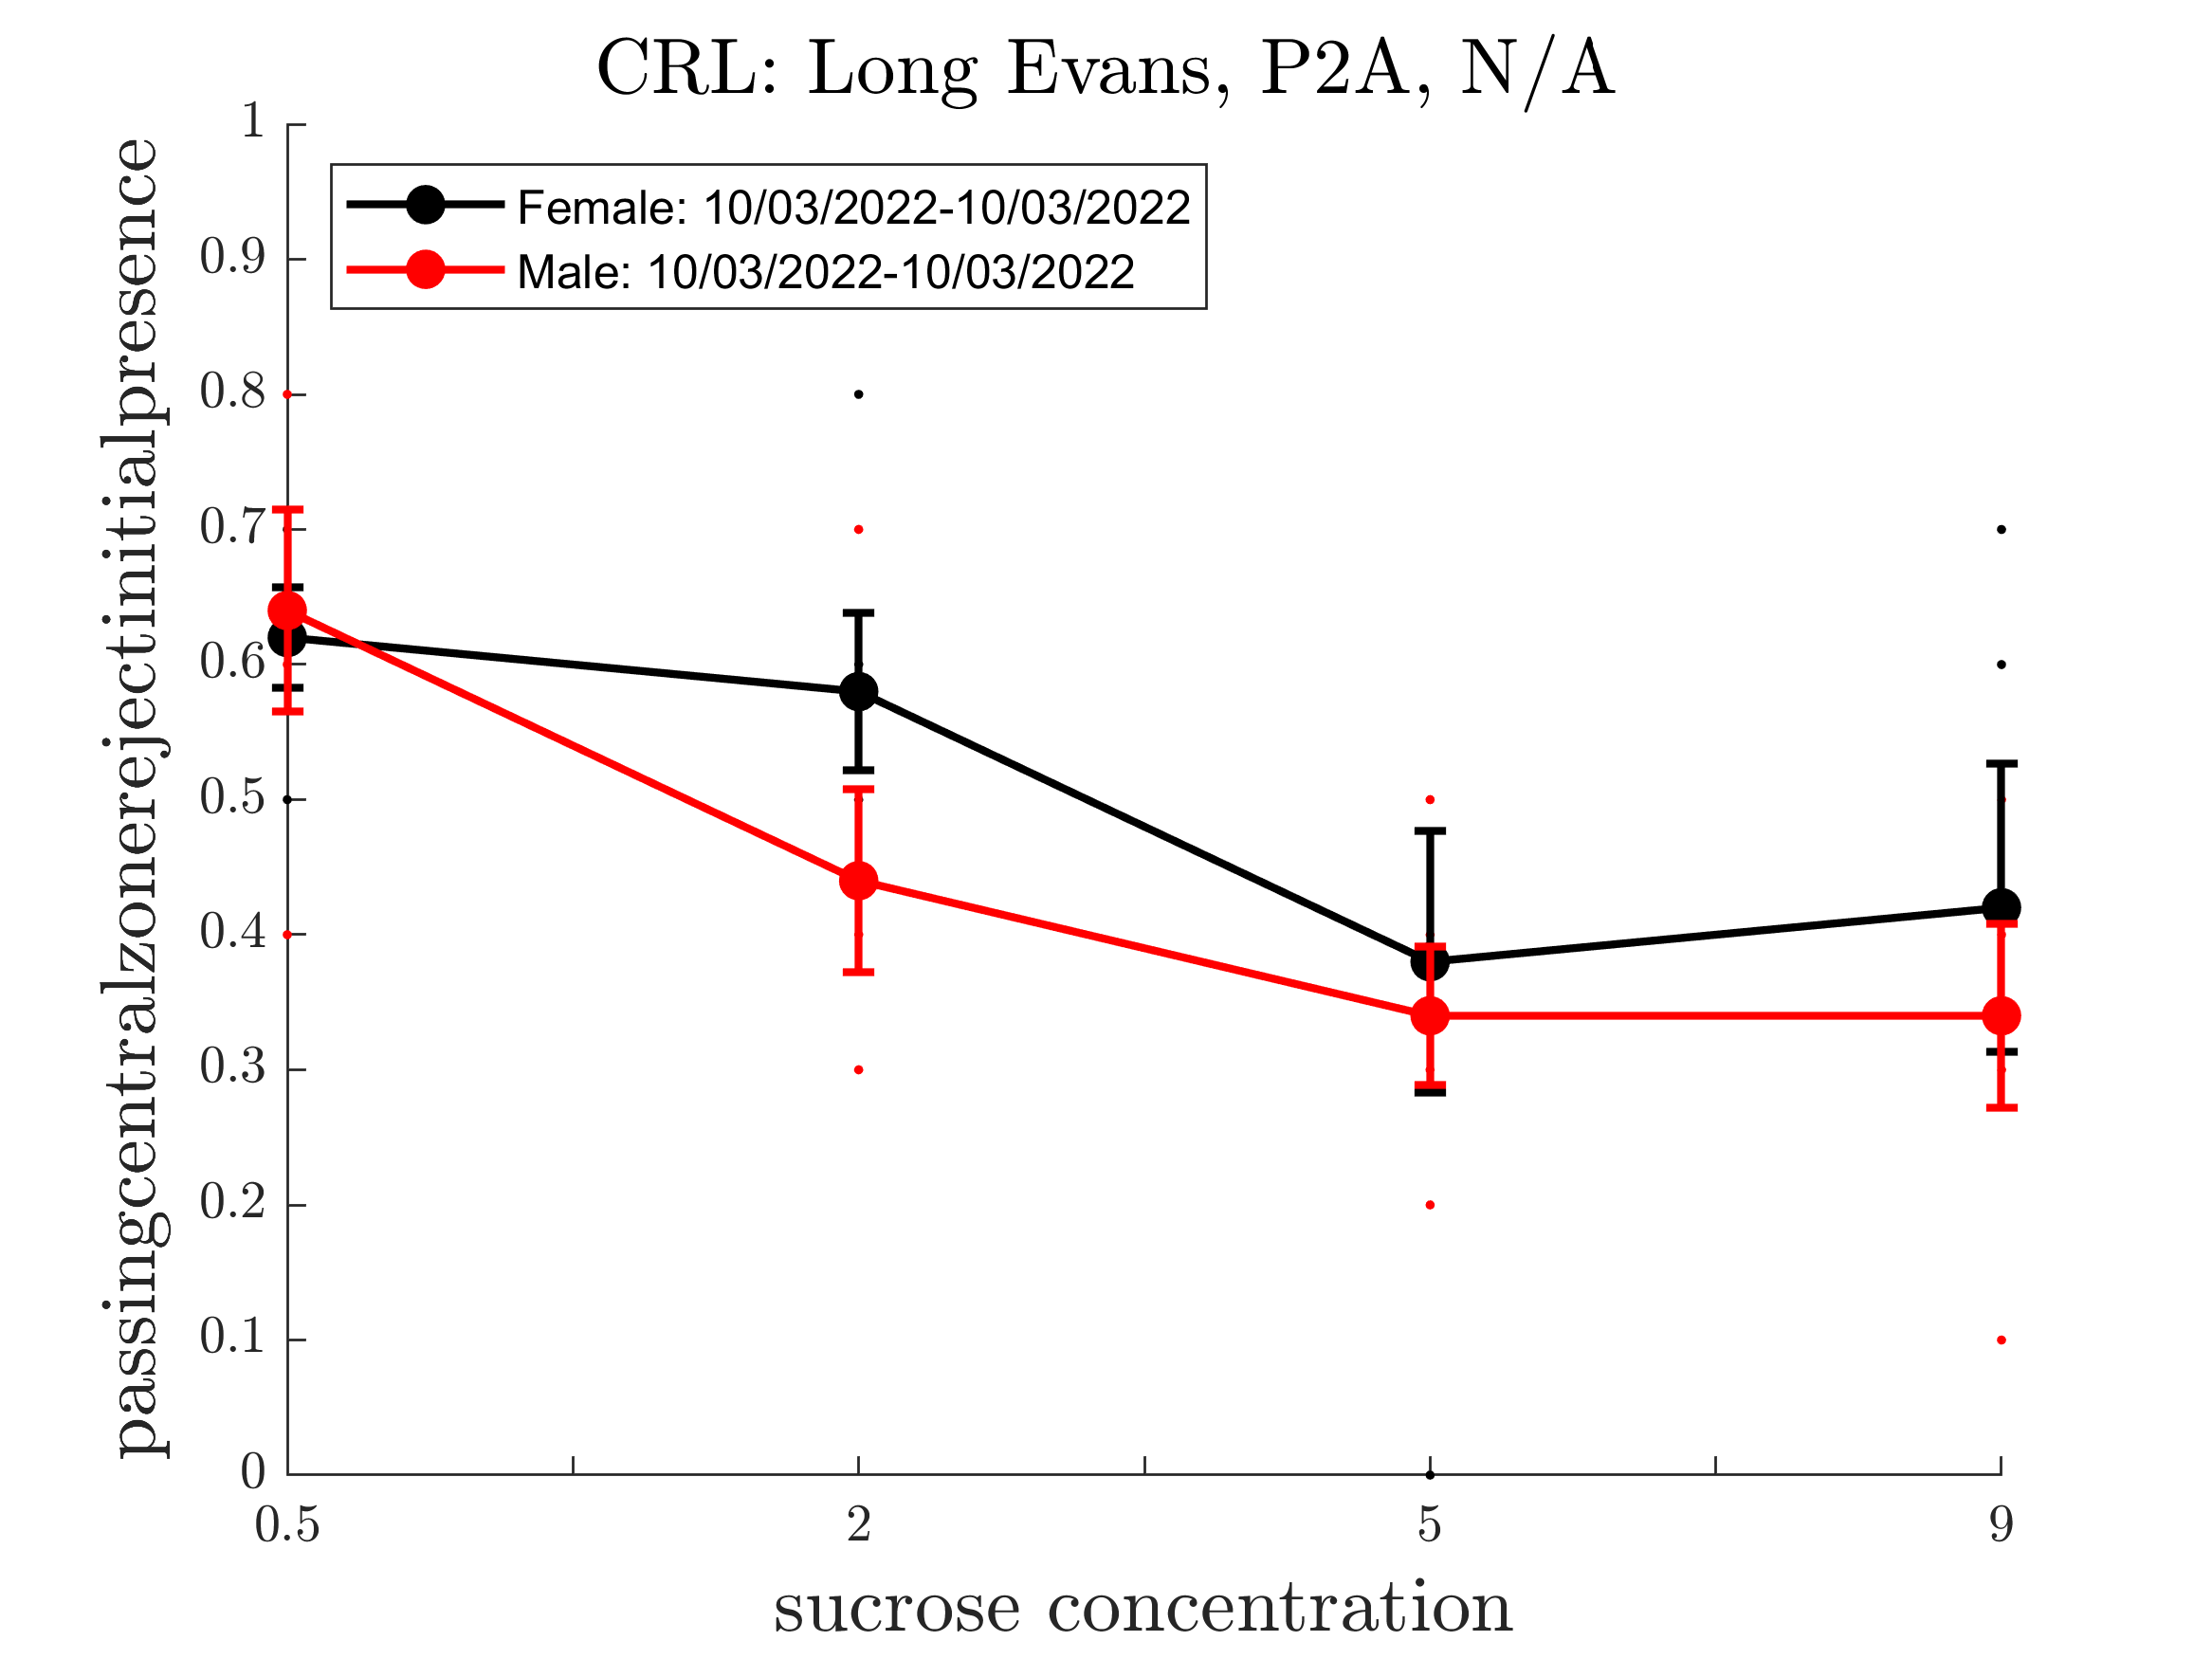 CRL: Long Evans, P2A, N/A
Female: 10/03/2022-10/03/2022
Male: 10/03/2022-10/03/2022
passingcentralzonerejectinitialpresence
1
0.9
0.8
0.7
0.6
0.5
0.4
0.3
0.2
0.1
0
0.5 2 5 9
sucrose concentration